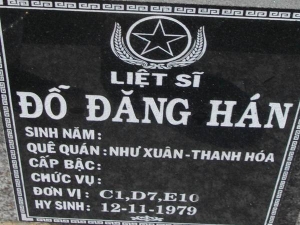 LIỆT SĨ
ĐỖ ĐĂNG HÁN
SINH NĂM :
QUÊ QUÁN : NHƯ XUÂN - THANH HÓA
CẤP BẬC :
CHỨC VỤ :
ĐƠN VỊ : C1,D7,E10
HY SINH : 12-11-1979